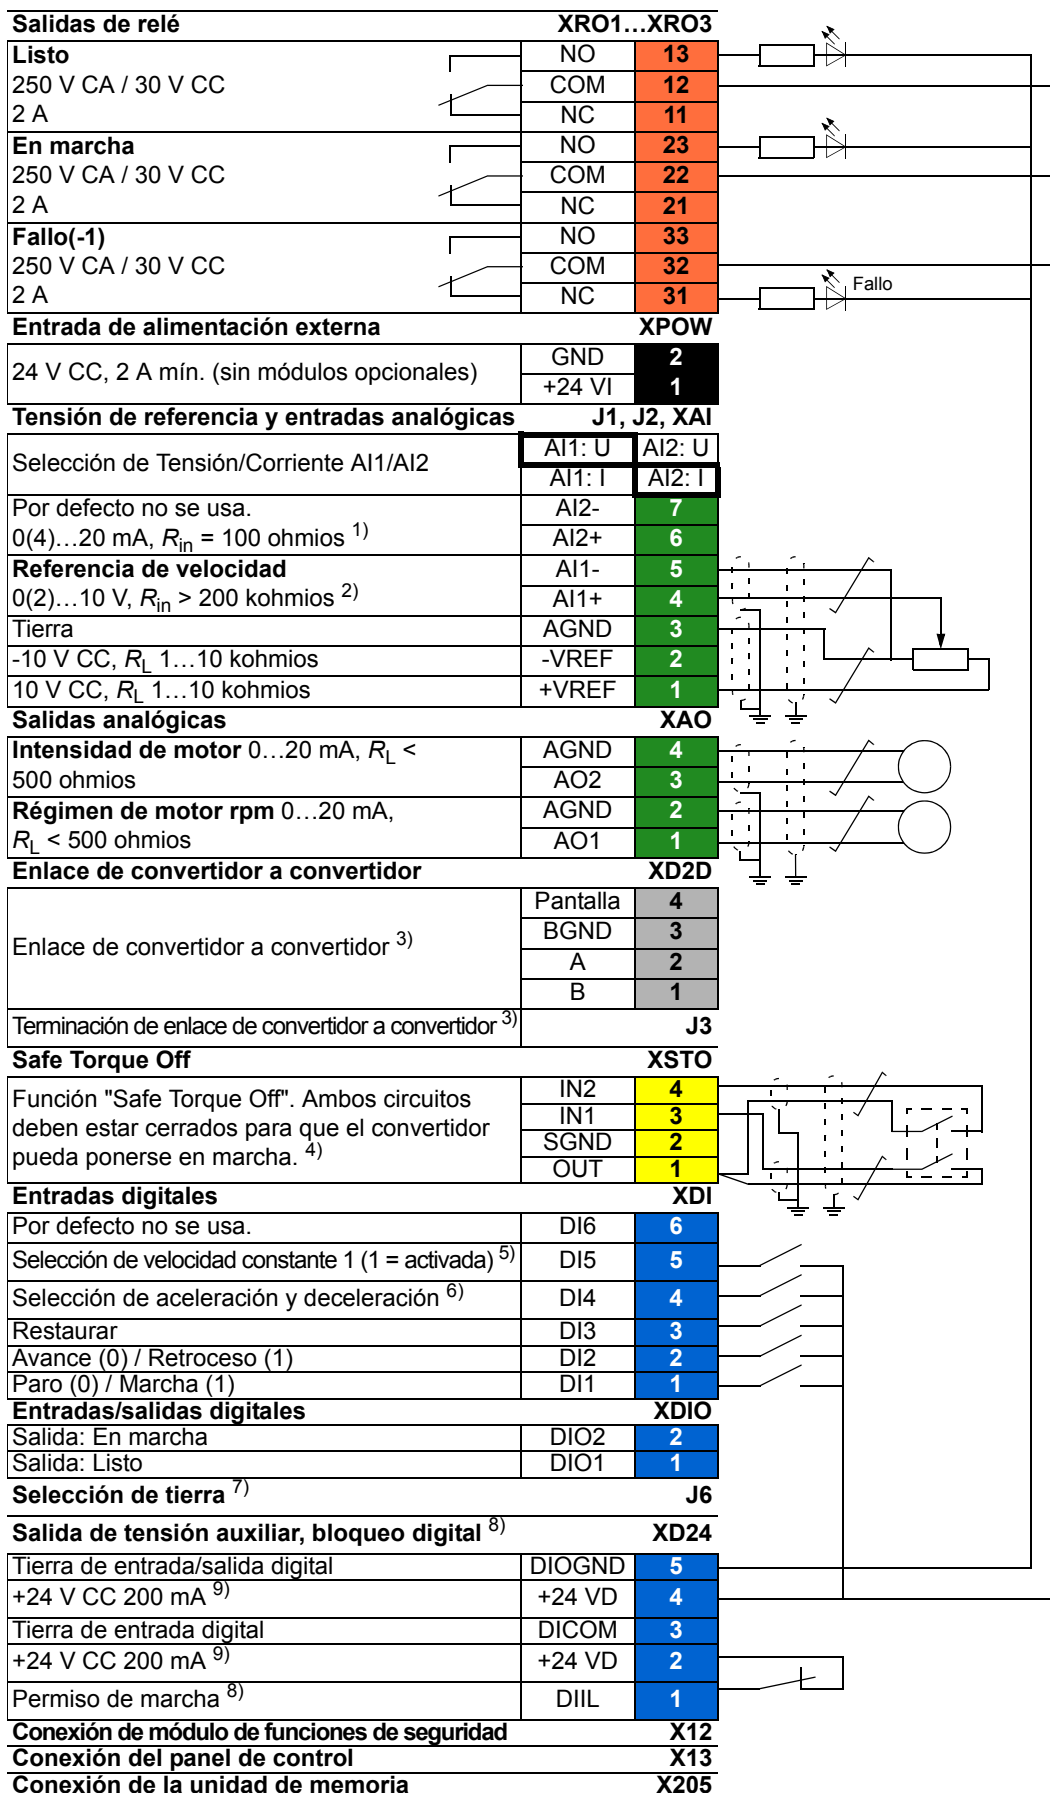 Salidas de relé XRO1…XRO3
Listo NO 13
250 V CA / 30 V CC COM 12
2 A NC 11
En marcha NO 23
250 V CA / 30 V CC COM 22
2 A NC 21
Fallo(-1) NO 33
250 V CA / 30 V CC COM 32
2 A NC 31 Fallo
Entrada de alimentación externa XPOW
24 V CC, 2 A mín. (sin módulos opcionales) GND 2
+24 VI 1
Tensión de referencia y entradas analógicas J1, J2, XAI
Selección de Tensión/Corriente AI1/AI2 AI1: U AI2: U
AI1: I AI2: I
Por defecto no se usa. AI2- 7
0(4)…20 mA, Rin = 100 ohmios 1) AI2+ 6
Referencia de velocidad AI1- 5
0(2)…10 V, Rin > 200 kohmios 2) AI1+ 4
Tierra AGND 3
-10 V CC, RL 1…10 kohmios -VREF 2
10 V CC, RL 1…10 kohmios +VREF 1
Salidas analógicas XAO
Intensidad de motor 0…20 mA, RL < AGND 4
500 ohmios AO2 3
Régimen de motor rpm 0…20 mA, AGND 2
RL < 500 ohmios AO1 1
Enlace de convertidor a convertidor XD2D
Enlace de convertidor a convertidor 3) Pantalla 4
BGND 3
A 2
B 1
Terminación de enlace de convertidor a convertidor 3) J3
Safe Torque Off XSTO
Función "Safe Torque Off". Ambos circuitos IN2 4
deben estar cerrados para que el convertidor IN1 3
pueda ponerse en marcha. 4) SGND 2
OUT 1
Entradas digitales XDI
Por defecto no se usa. DI6 6
Selección de velocidad constante 1 (1 = activada) 5) DI5 5
Selección de aceleración y deceleración 6) DI4 4
Restaurar DI3 3
Avance (0) / Retroceso (1) DI2 2
Paro (0) / Marcha (1) DI1 1
Entradas/salidas digitales XDIO
Salida: En marcha DIO2 2
Salida: Listo DIO1 1
Selección de tierra 7) J6
Salida de tensión auxiliar, bloqueo digital 8) XD24
Tierra de entrada/salida digital DIOGND 5
+24 V CC 200 mA 9) +24 VD 4
Tierra de entrada digital DICOM 3
+24 V CC 200 mA 9) +24 VD 2
Permiso de marcha 8) DIIL 1
Conexión de módulo de funciones de seguridad X12
Conexión del panel de control X13
Conexión de la unidad de memoria X205